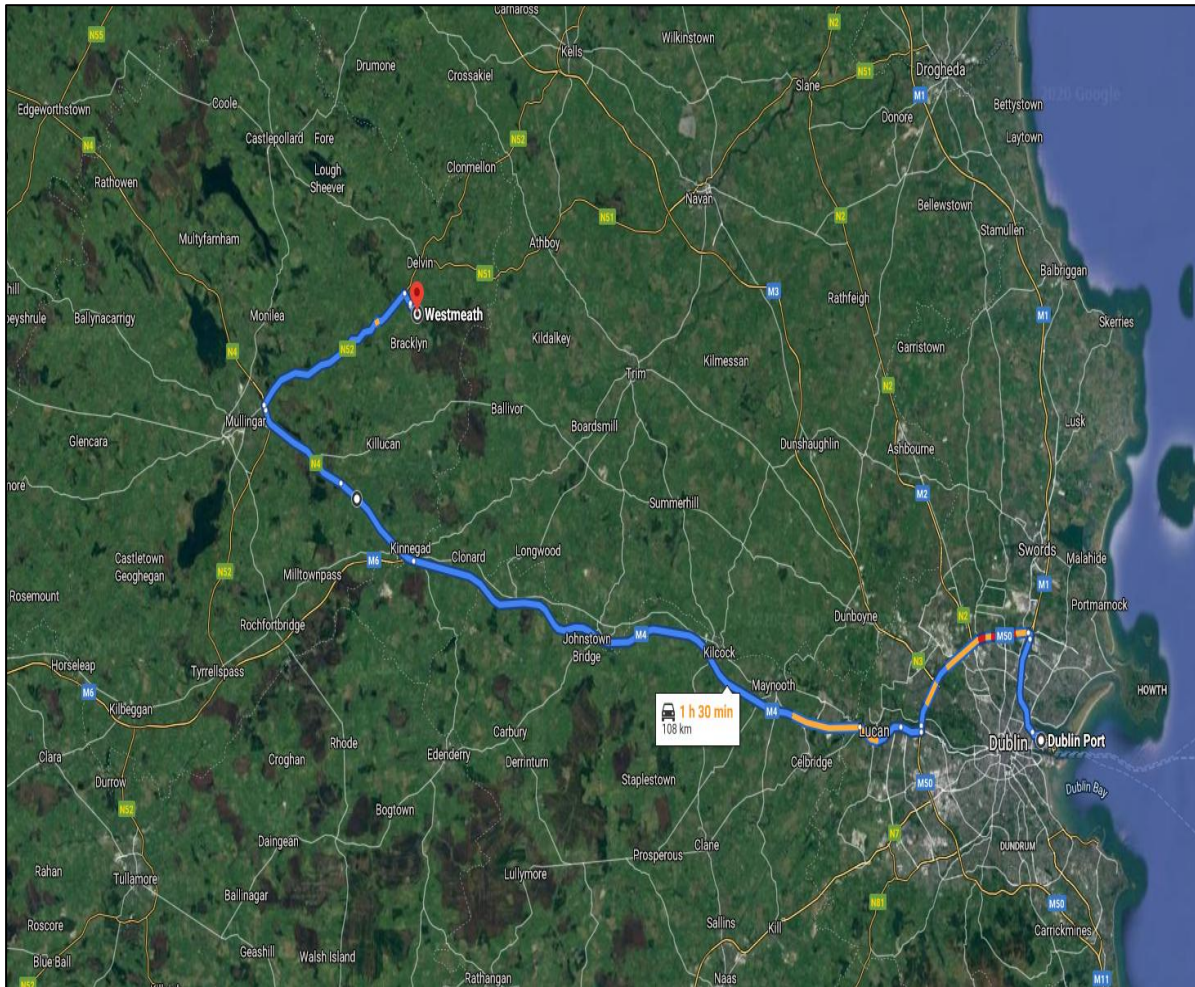 Carnaross
N55
N2
Wilkinstown
Kells
Drumone
Crossakiel
Slane
N51
Drogheda
M1
2026 Google
Edgeworthstown
Coole
Bettystown
Donore
Laytown
Castlepollard
Fore
N52
N4
Clonmellon
Lough
Sheever
Rathowen
Navan
Bellewstown
N51
N2
Stamullen
Multyfarnham
Athboy
Delvin
N51
Balbriggan
M3
Rathfeigh
Ballynacarrigy
Monilea
Westmeath
M1
Skerries
Kildalkey
N52
Bracklyn
N4
Kilmessan
Garristown
Trim
N2
Ballivor
Mullingar
Boardsmill
Lusk
Glencara
Killucan
Dunshaughlin
Ashbourne
N4
M2
Summerhill
Kinnegad
Clonard
Longwood
Swords
Malahide
Castletown
Geoghegan
M6
Milltownpass
N52
M1
Rosemount
Portmarnock
Dunboyne
N2
Rochfortbridge
Johnstown
Bridge
M4
M50
Kilcock
N3
Horseleap
Tyrrellspass
Maynooth
HOWTH
M6
Kilbeggan
1 h 30 min
108 km
M4
Lucan
Dublin
Dublin Port
Rhode
Carbury
Clara
Croghan
Edenderry
Derrinturn
Celbridge
Staplestown
M50
Dublin Bay
Durrow
N52
Bogtown
N7
Daingean
Clane
Prosperous
DUNDRUM
Rahan
Tullamore
Lullymore
Ballinagar
N81
M50
Roscore
Sallins
Kill
Carrickmines
Geashill
Walsh Island
Blue Ball
Rathangan
Naas
M11
N52